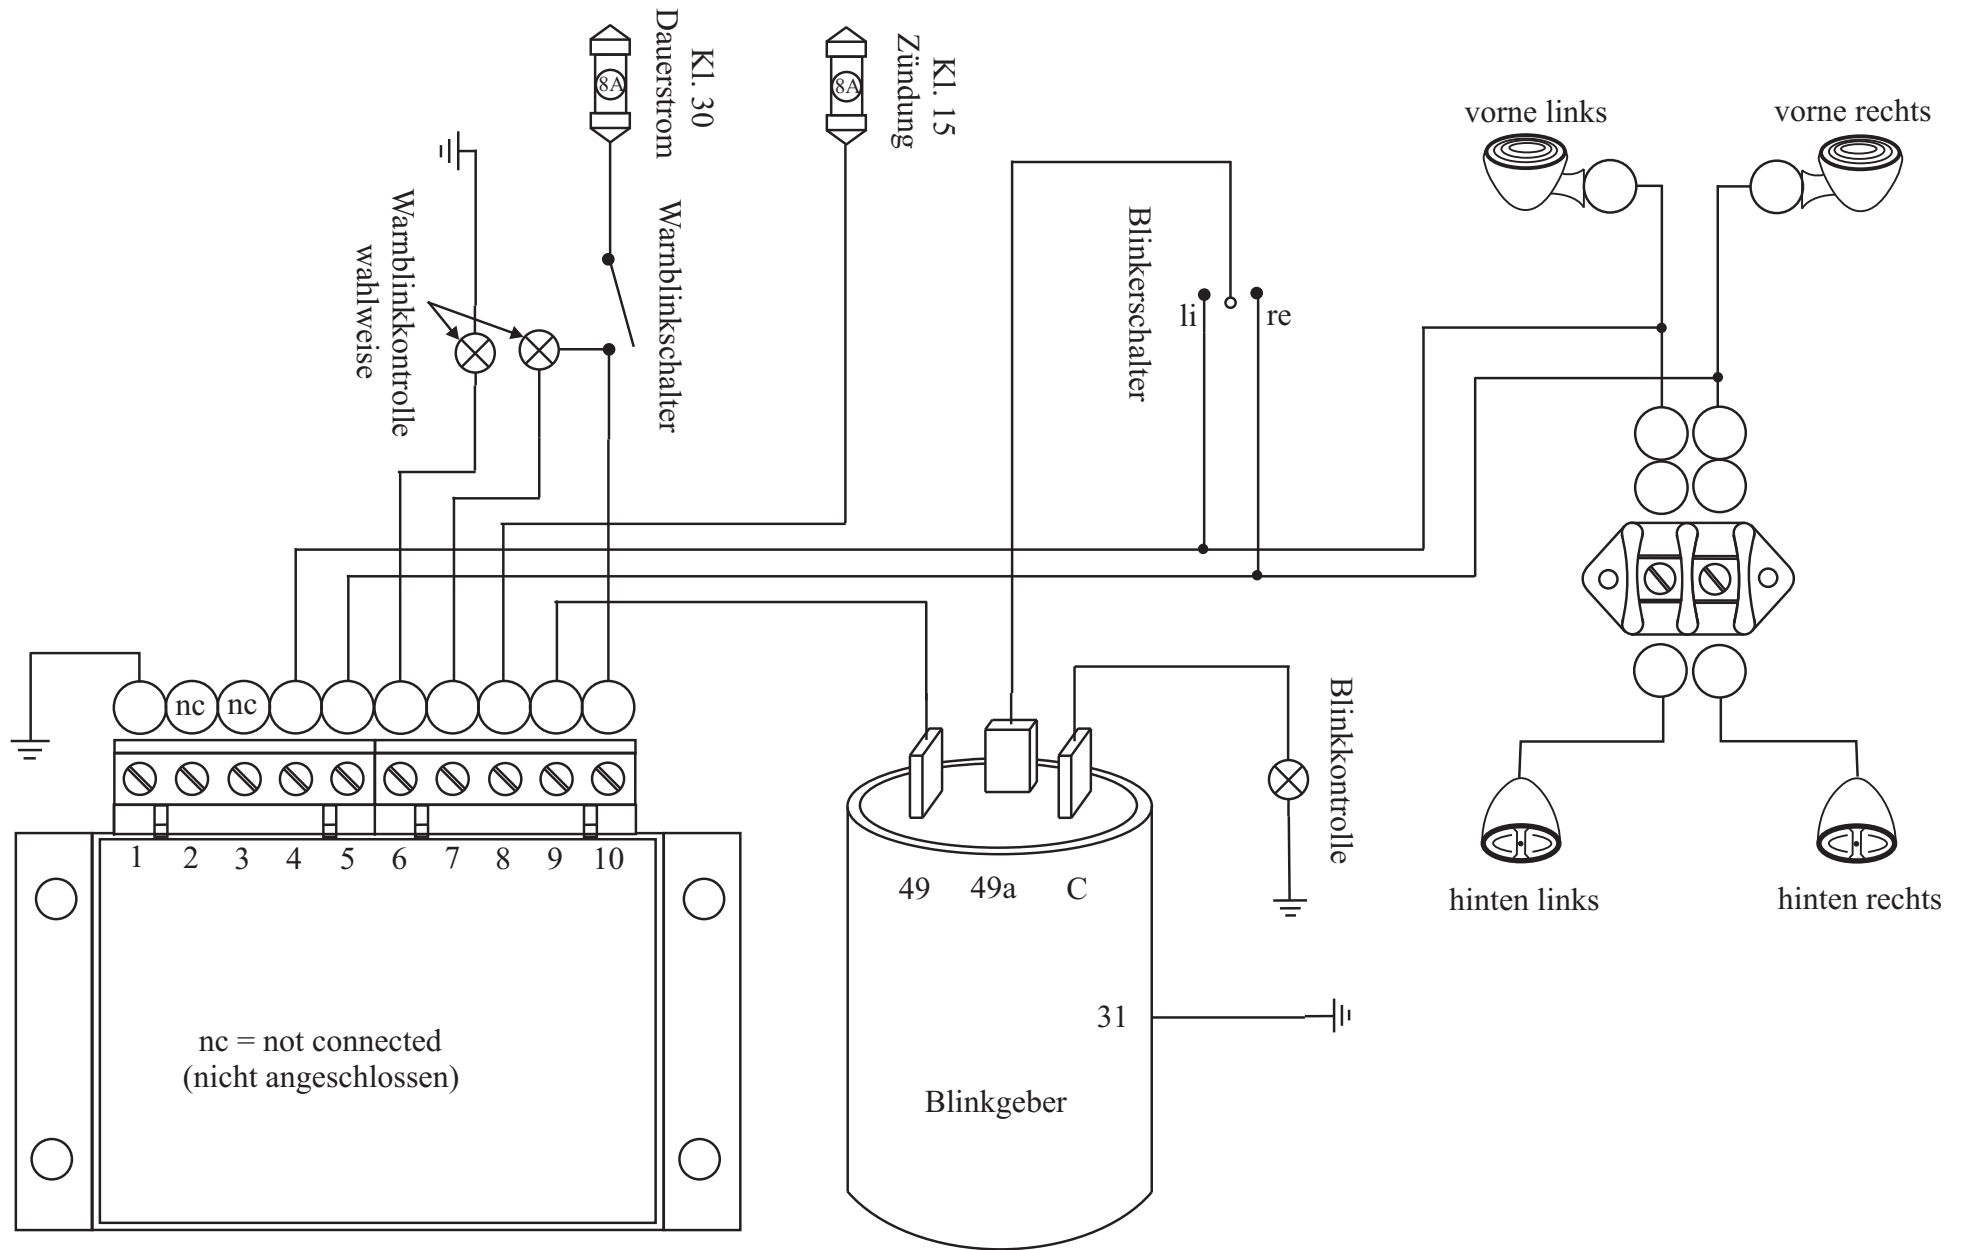 Kl. 30
Dauerstrom
8A
Kl. 15
Zündung
8A
vorne links
vorne rechts
Warnblinkkontrolle
wahlweise
Warnblinkschalter
Blinkerschalter
li
re
nc
nc
Blinkkontrolle
1 2 3 4 5 6 7 8 9 10
49 49a C
hinten links
hinten rechts
31
nc = not connected
(nicht angeschlossen)
Blinkgeber